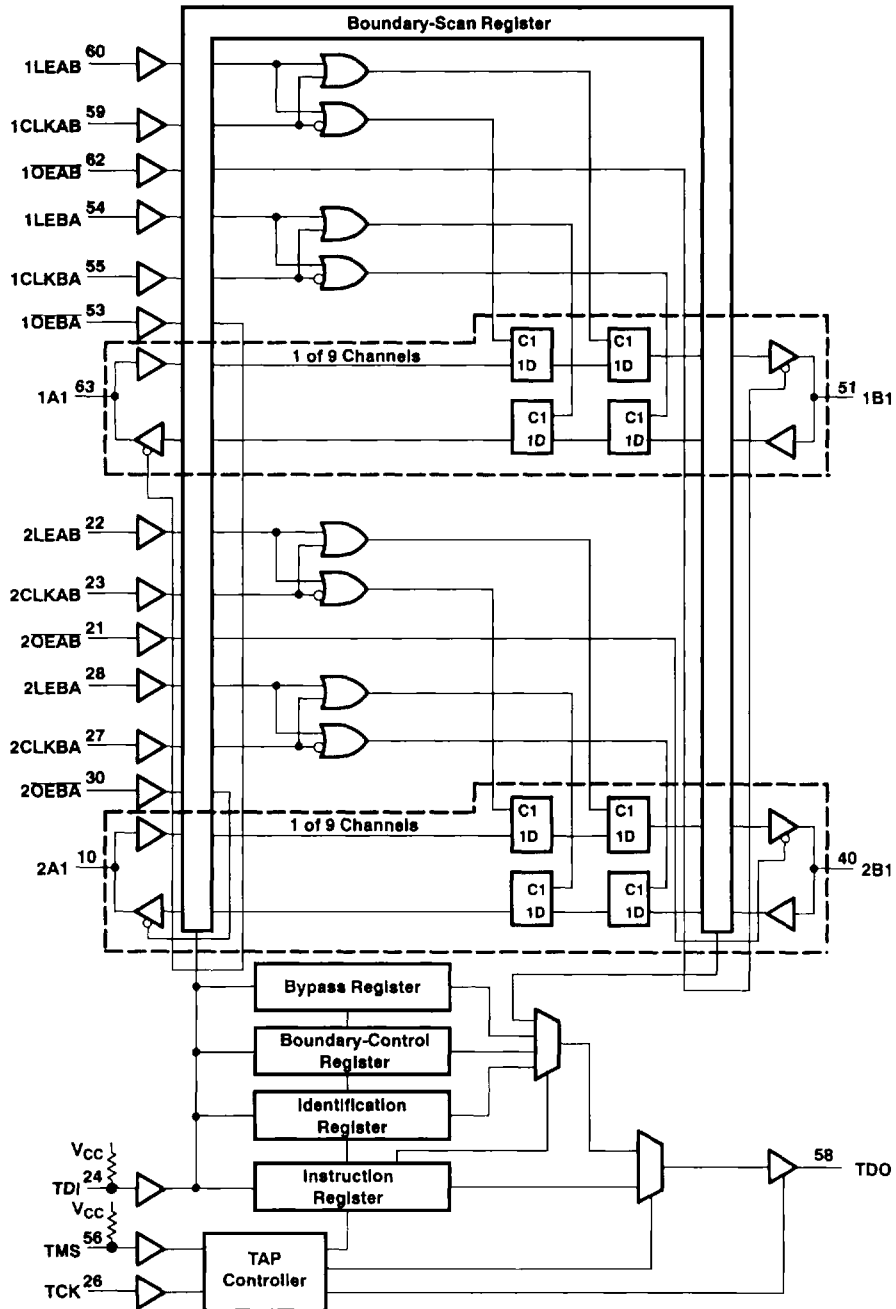 Boundary-Scan Register
1LEAB 60
1CLKAB 59
1O̅E̅A̅B̅ 62
1LEBA 54
1CLKBA 55
1O̅E̅B̅A̅ 53
1 of 9 Channels
C1
1D
C1
1D
1A1 63
51 1B1
C1
1D
C1
1D
2LEAB 22
2CLKAB 23
2O̅E̅A̅B̅ 21
2LEBA 28
2CLKBA 27
2O̅E̅B̅A̅ 30
1 of 9 Channels
C1
1D
C1
1D
2A1 10
40 2B1
C1
1D
C1
1D
Bypass Register
Boundary-Control
Register
Identification
Register
VCC
TDI 24
Instruction
Register
58 TDO
VCC
TMS 56
TAP
Controller
TCK 26